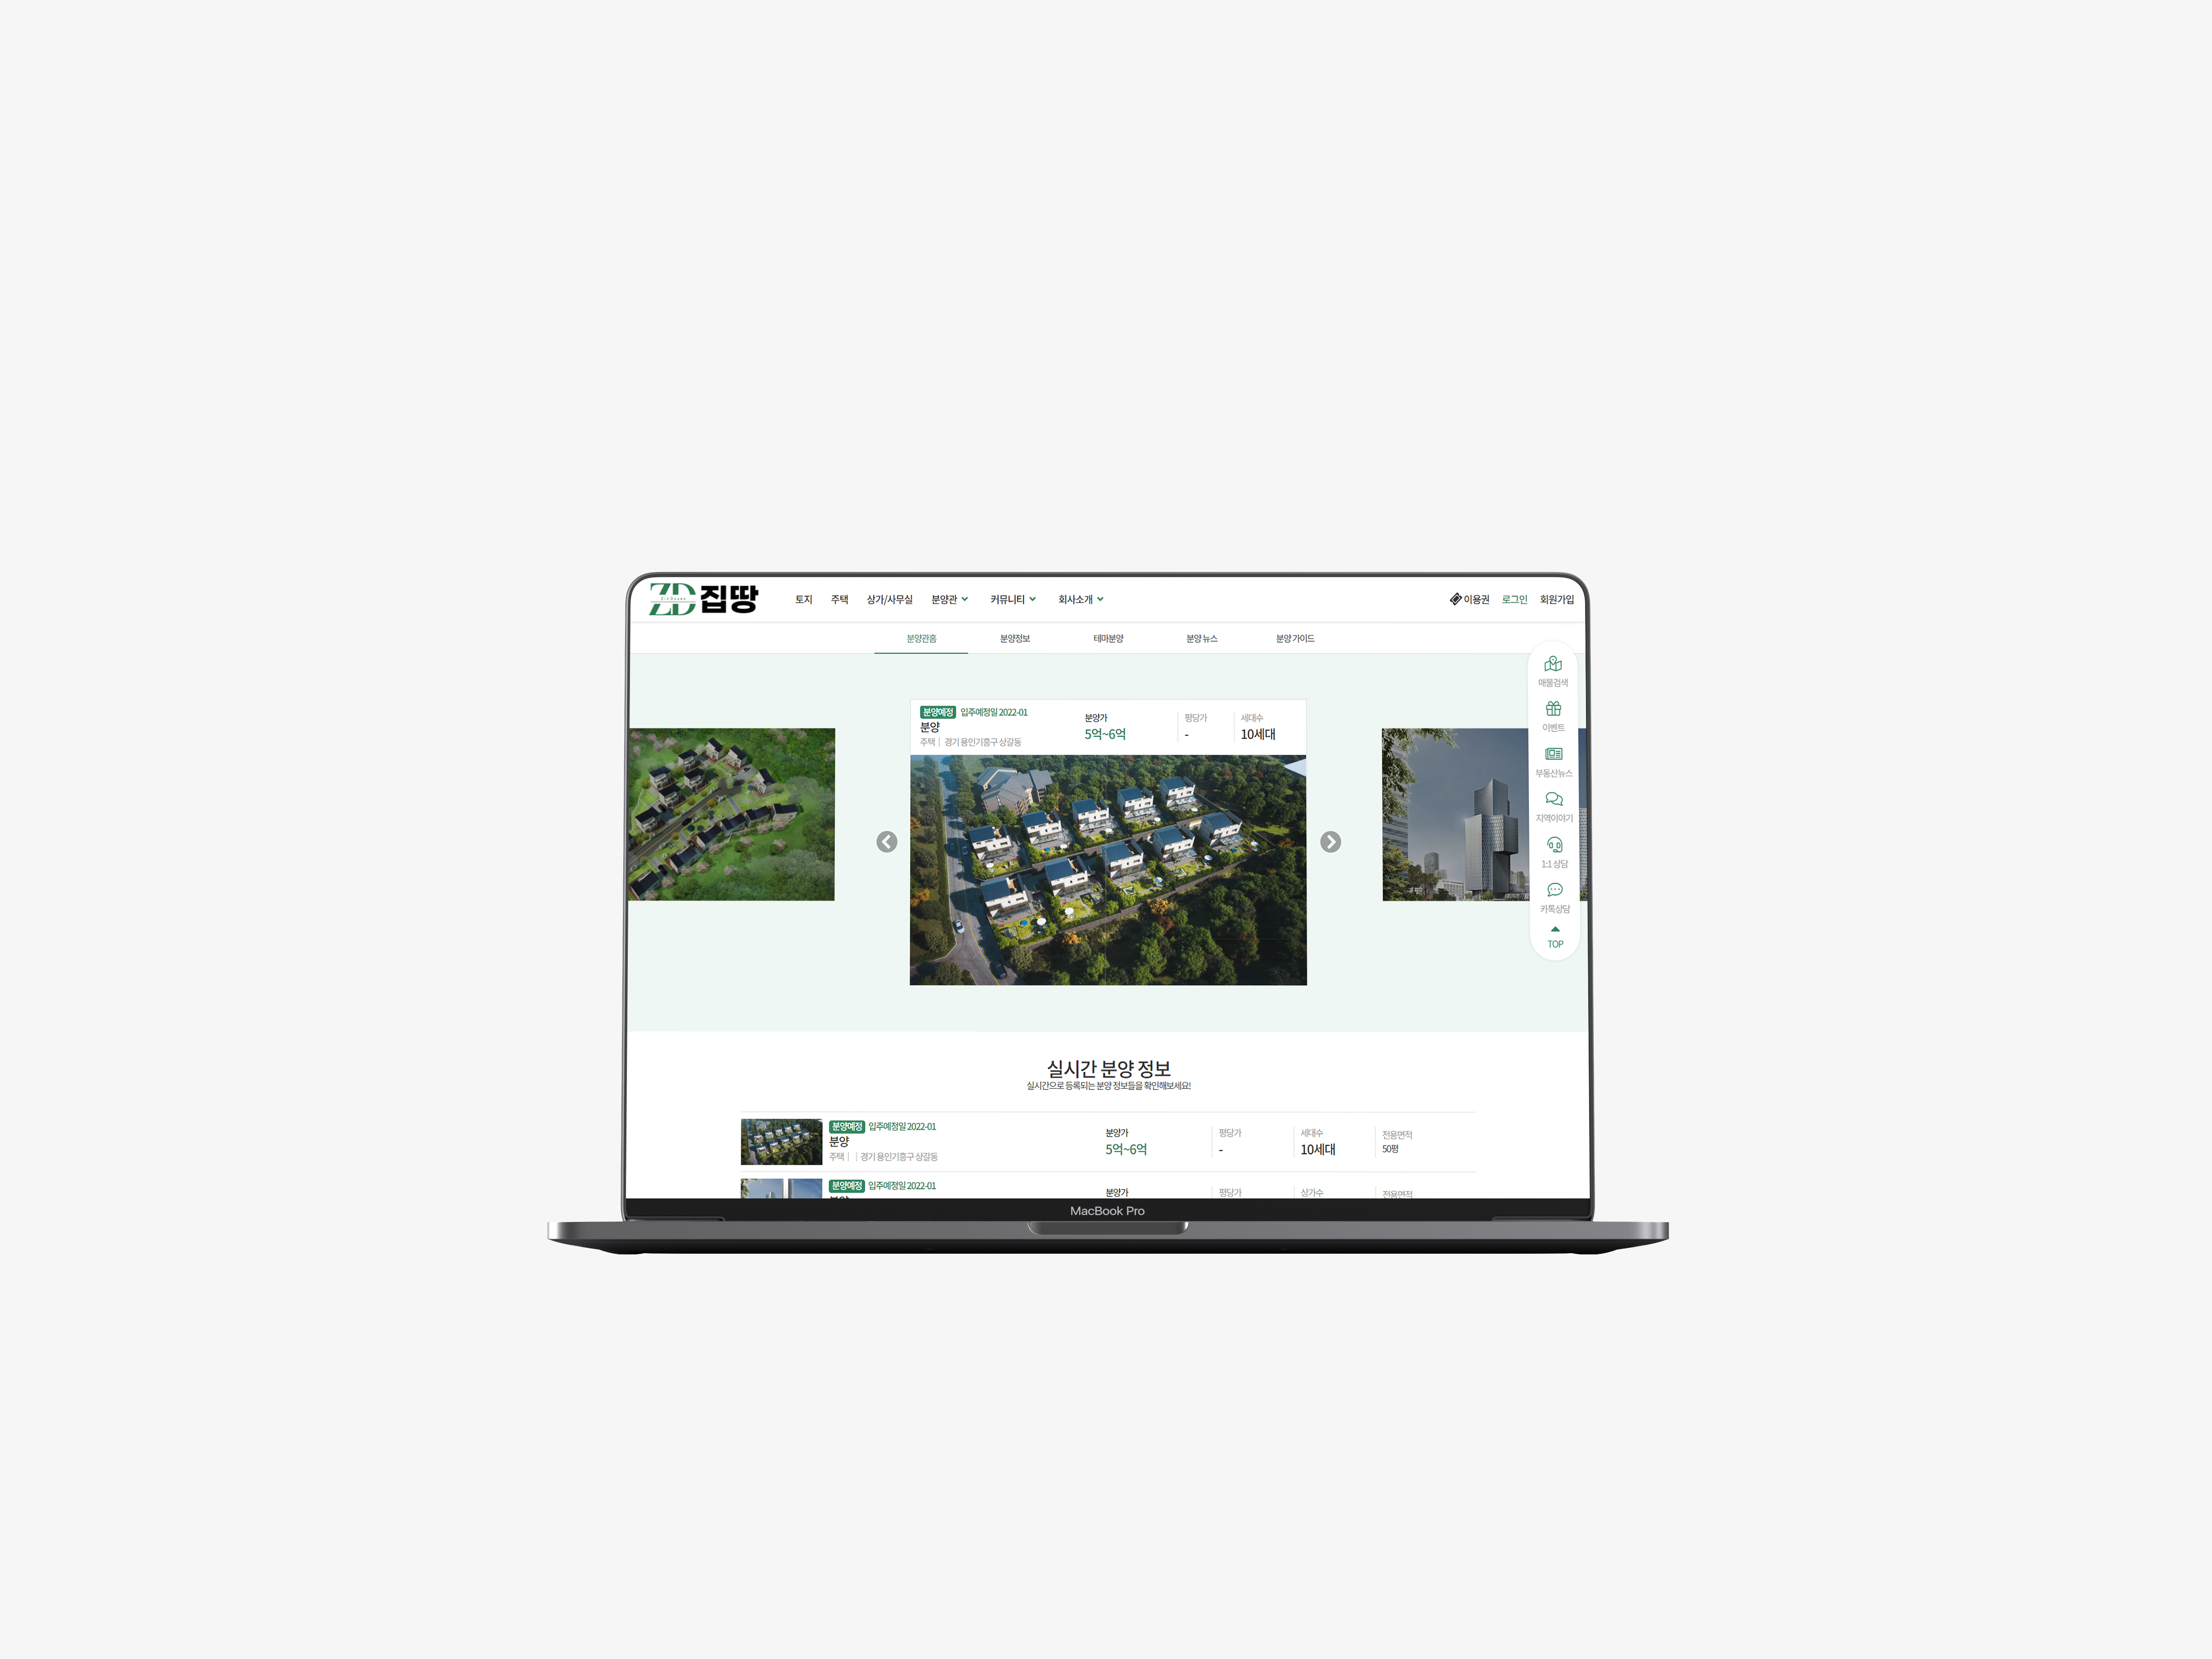 ZD 집땅
토지 주택 상가/사무실 분양관 커뮤니티 회사소개 이용권 로그인 회원가입
분양관홈 분양정보 테마분양 분양 뉴스 분양 가이드
분양예정 입주예정일 2022-01
분양
주택 | 경기 용인기흥구 상갈동
분양가 평당가 세대수
5억~6억 - 10세대
매물검색
이벤트
부동산뉴스
지역이야기
1:1 상담
카톡상담
TOP
실시간 분양 정보
실시간으로 등록되는 분양 정보들을 확인해보세요!
분양예정 입주예정일 2022-01
분양
주택 | | 경기 용인기흥구 상갈동
분양가 평당가 세대수 전용면적
5억~6억 - 10세대 50평
분양예정 입주예정일 2022-01
분양가 평당가 상가수 전용면적
MacBook Pro